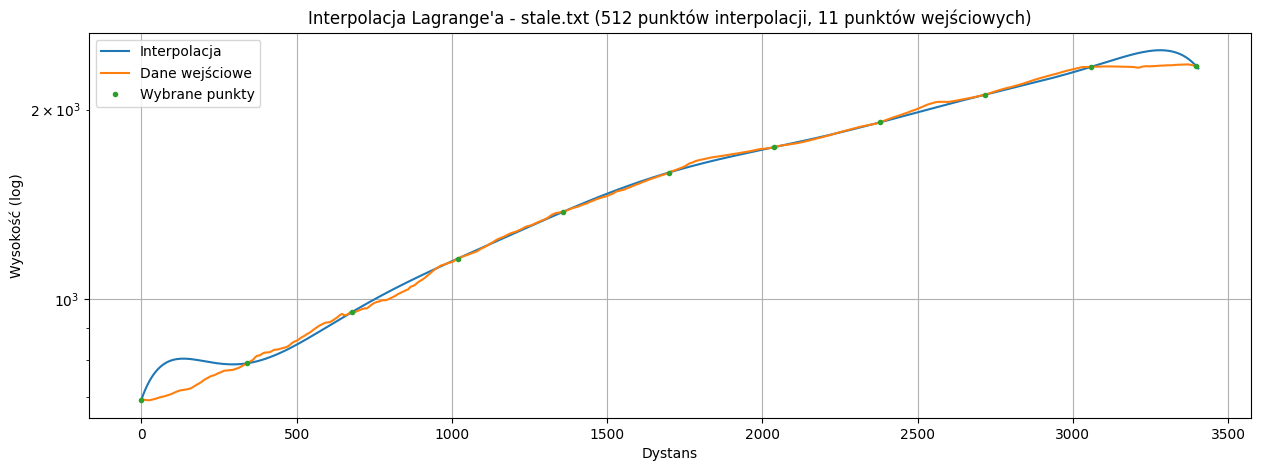 Interpolacja Lagrange'a - stale.txt (512 punktów interpolacji, 11 punktów wejściowych)
Interpolacja
Dane wejściowe
Wybrane punkty
Wysokość (log)
2 × 10³
10³
0
500
1000
1500
2000
2500
3000
3500
Dystans